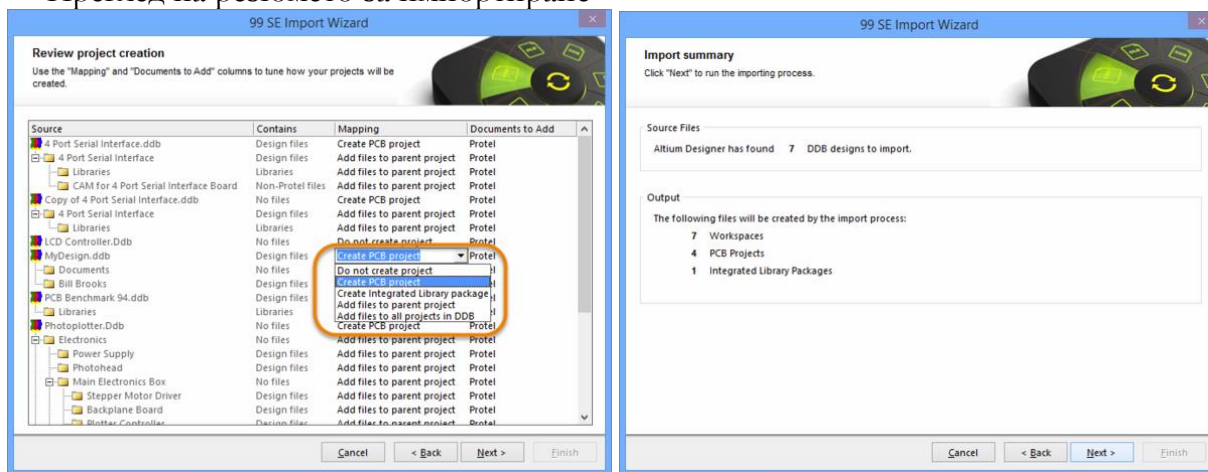 Преглед на резюмето за импортиране
99 SE Import Wizard
Review project creation
Use the "Mapping" and "Documents to Add" columns to tune how your projects will be
created.
Source Contains Mapping Documents to Add
4 Port Serial Interface.ddb Design files Create PCB project Protel
4 Port Serial Interface Design files Add files to parent project Protel
Libraries Libraries Add files to parent project Protel
CAM for 4 Port Serial Interface Board Non-Protel files Add files to parent project Protel
Copy of 4 Port Serial Interface.ddb No files Create PCB project Protel
4 Port Serial Interface Design files Add files to parent project Protel
Libraries Libraries Add files to parent project Protel
LCD Controller.Ddb No files Do not create project Protel
MyDesign.ddb Design files Create PCB project Protel
Documents No files Do not create project
Bill Brooks Design files Create PCB project
Create Integrated Library package
PCB Benchmark 94.ddb Design files Add files to parent project
Libraries Libraries Add files to all projects in DDB
Photoplotter.Ddb No files Create PCB project Protel
Electronics No files Add files to parent project Protel
Power Supply Design files Add files to parent project Protel
Photohead Design files Add files to parent project Protel
Main Electronics Box No files Add files to parent project Protel
Stepper Motor Driver Design files Add files to parent project Protel
Backplane Board Design files Add files to parent project Protel
Plotter Controller Design files Add files to parent project Protel
Cancel < Back Next > Finish
99 SE Import Wizard
Import summary
Click "Next" to run the importing process.
Source Files
Altium Designer has found 7 DDB designs to import.
Output
The following files will be created by the import process:
7 Workspaces
4 PCB Projects
1 Integrated Library Packages
Cancel < Back Next > Finish